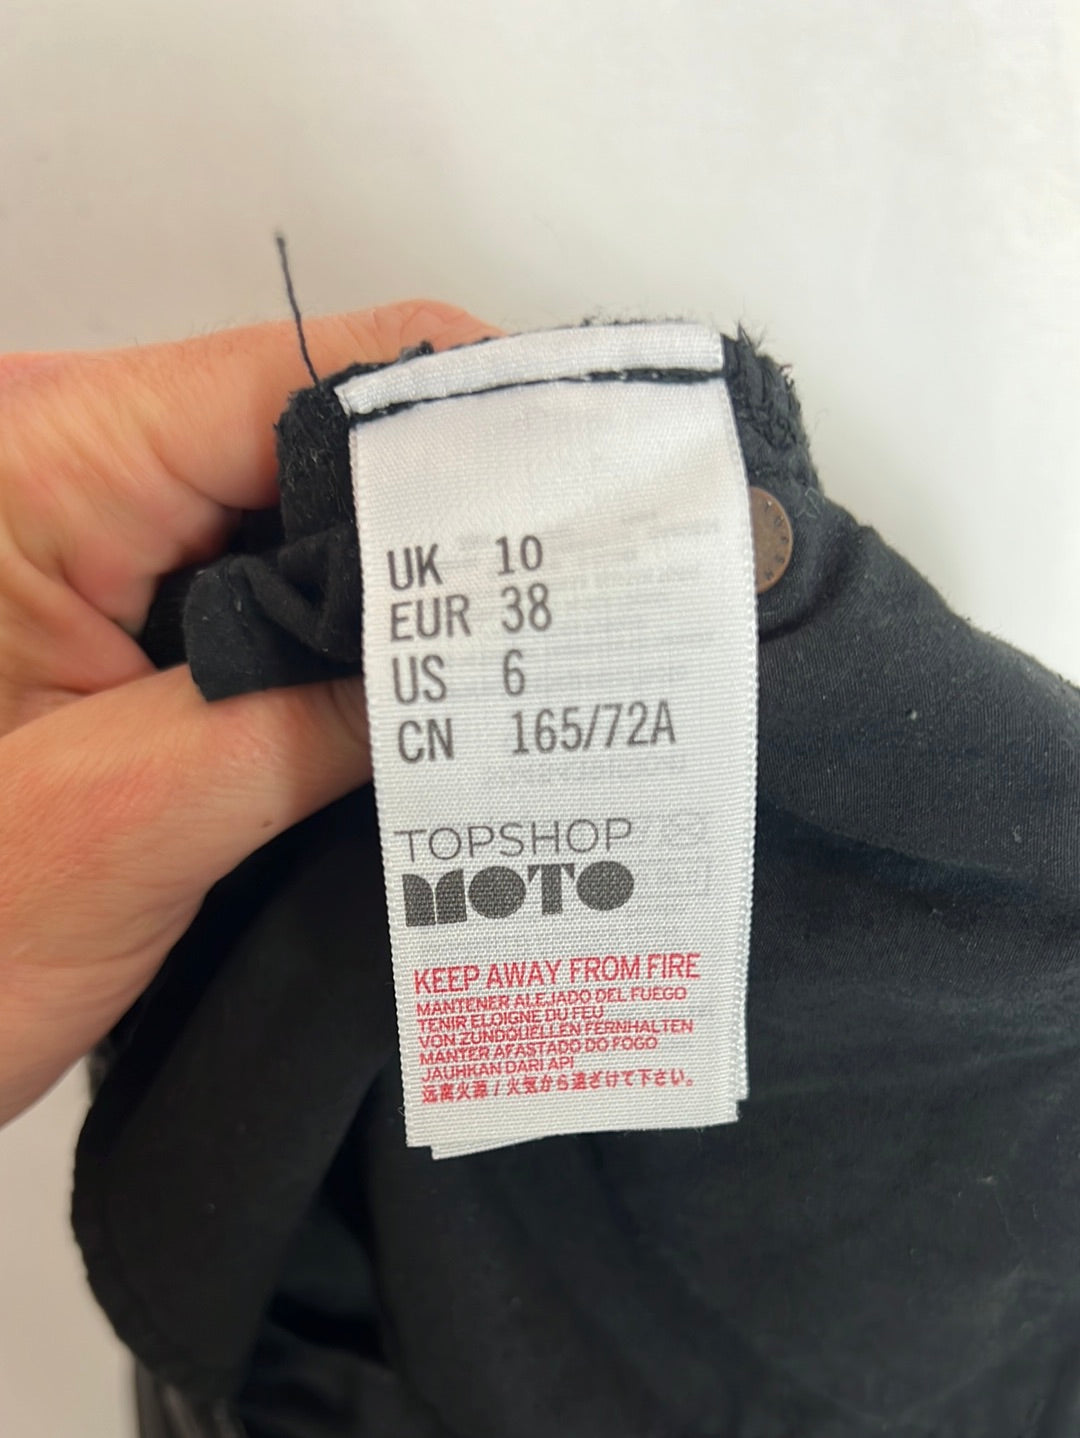 UK 10
EUR 38
US 6
CN 165/72A
TOPSHOP
MOTO
KEEP AWAY FROM FIRE
MANTENER ALEJADO DEL FUEGO
TENIR ELOIGNE DU FEU
VON ZUNDQUELLEN FERNHALTEN
MANTER AFASTADO DO FOGO
JAUHKAN DARI API
远离火源 / 火気から遠ざけて下さい。